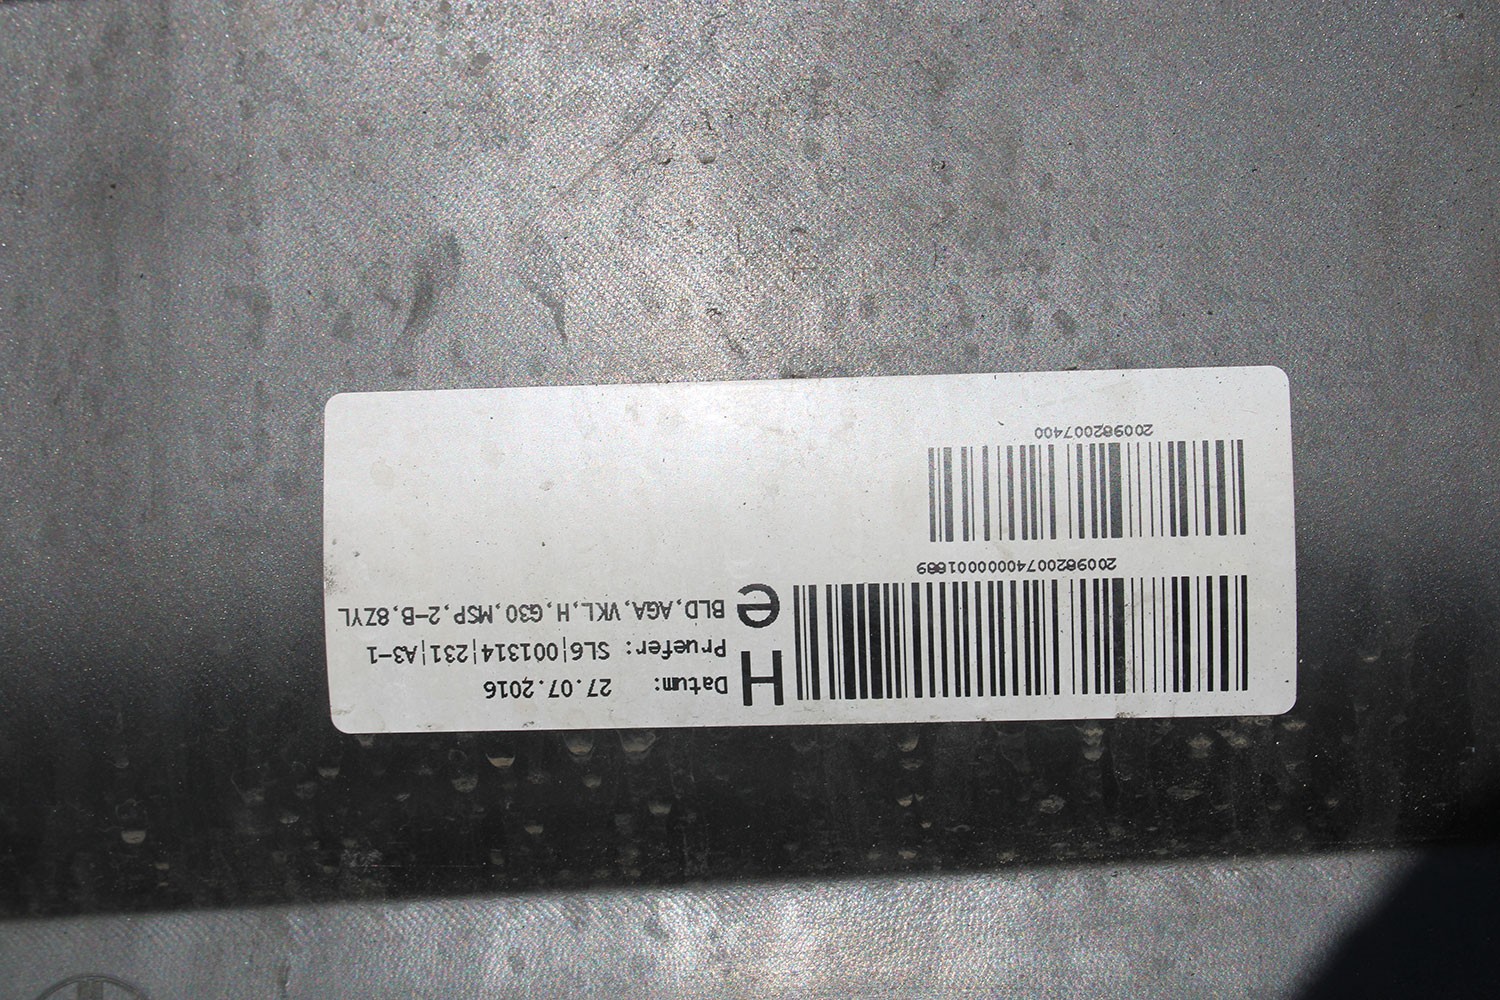 H Datum: 27.07.2016
Pruefer: SL6|001314|231|A3-1
e BLD,AGA,VKL,H,G30,MSP,2-B,8ZYL
2009820074000001889
200982007400